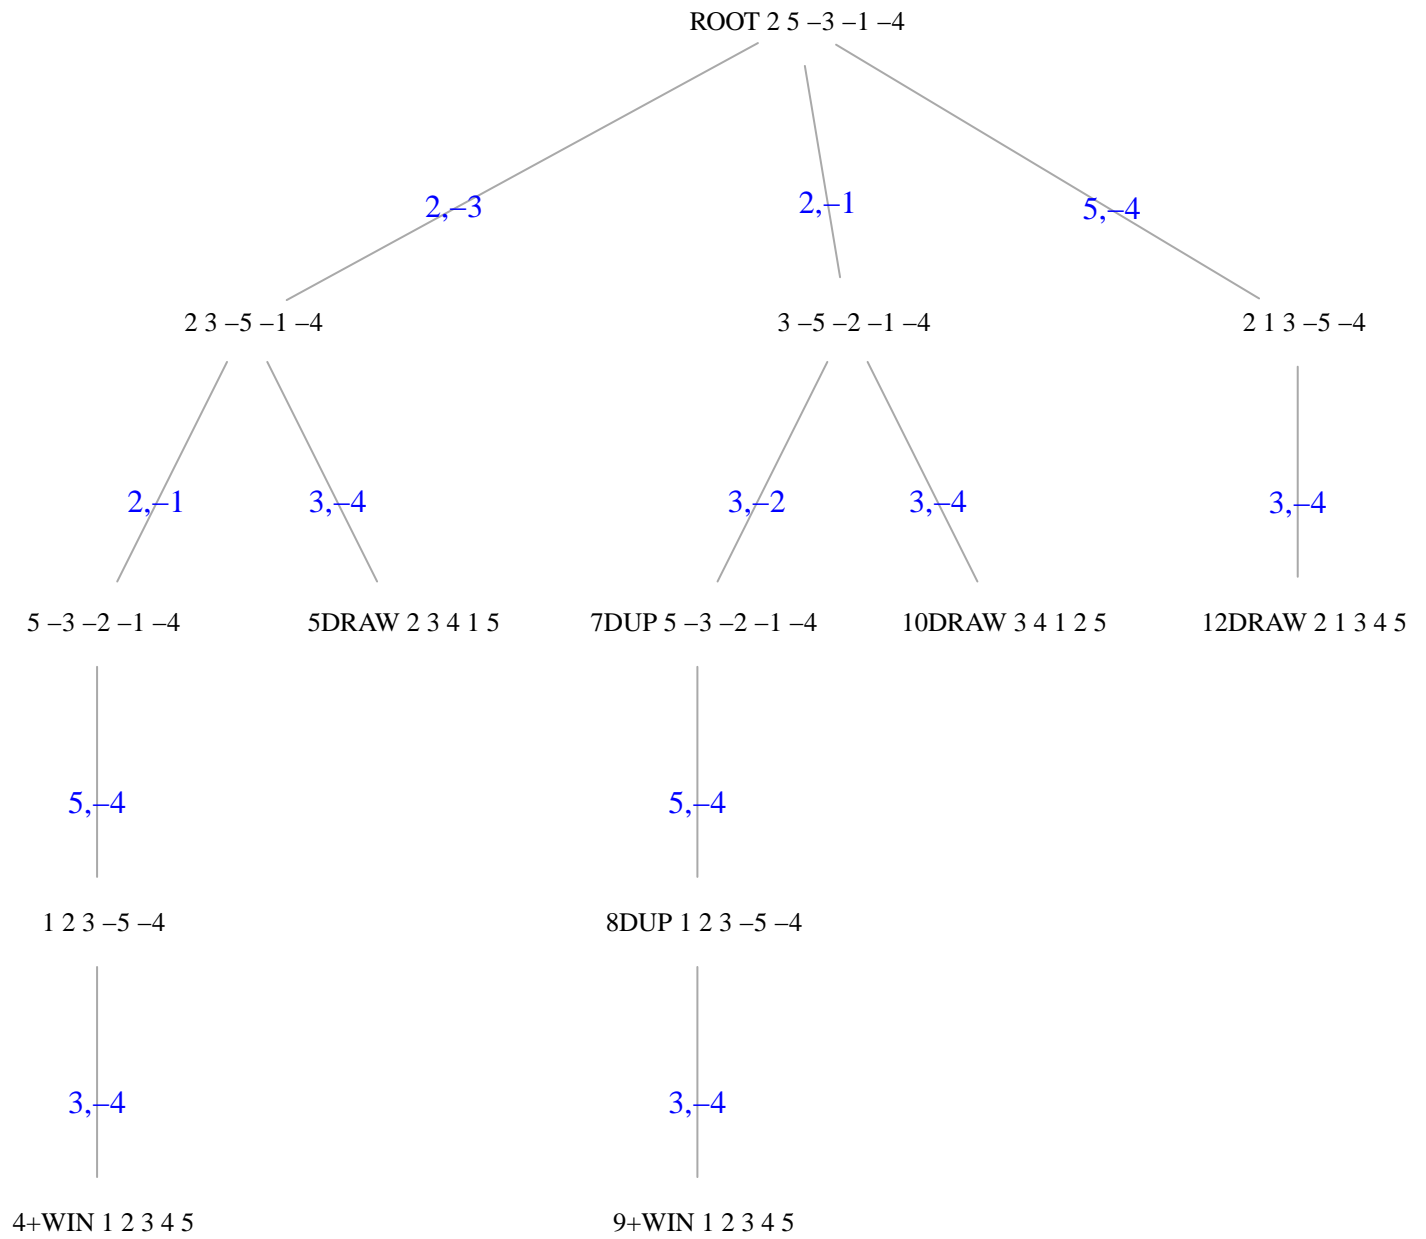 ROOT 2 5 –3 –1 –4
2,–3
2,–1
5,–4
2 3 –5 –1 –4
3 –5 –2 –1 –4
2 1 3 –5 –4
2,–1
3,–4
3,–2
3,–4
3,–4
5 –3 –2 –1 –4
5DRAW 2 3 4 1 5
7DUP 5 –3 –2 –1 –4
10DRAW 3 4 1 2 5
12DRAW 2 1 3 4 5
5,–4
5,–4
1 2 3 –5 –4
8DUP 1 2 3 –5 –4
3,–4
3,–4
4+WIN 1 2 3 4 5
9+WIN 1 2 3 4 5